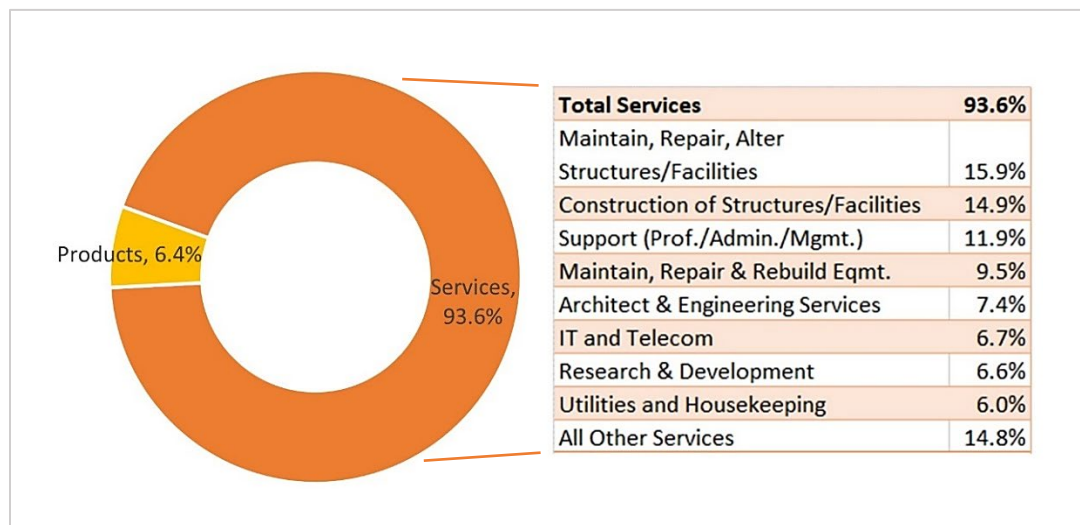 Products, 6.4%
Services,
93.6%
Total Services 93.6%
Maintain, Repair, Alter
Structures/Facilities 15.9%
Construction of Structures/Facilities 14.9%
Support (Prof./Admin./Mgmt.) 11.9%
Maintain, Repair & Rebuild Eqmt. 9.5%
Architect & Engineering Services 7.4%
IT and Telecom 6.7%
Research & Development 6.6%
Utilities and Housekeeping 6.0%
All Other Services 14.8%